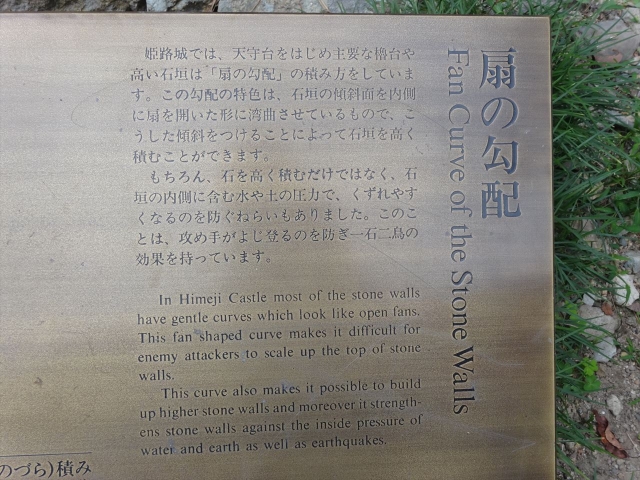 扇の勾配
Fan Curve of the Stone Walls
姫路城では、天守台をはじめ主要な櫓台や
高い石垣は「扇の勾配」の積み方をしていま
す。この勾配の特色は、石垣の傾斜面を内側
に扇を開いた形に湾曲させているもので、こ
うした傾斜をつけることによって石垣を高く
積むことができます。
もちろん、石を高く積むだけではなく、石
垣の内側に含む水や土の圧力で、くずれやす
くなるのを防ぐねらいもありました。このこ
とは、攻め手がよじ登るのを防ぎ一石二鳥の
効果を持っています。
In Himeji Castle most of the stone walls
have gentle curves which look like open fans.
This fan shaped curve makes it difficult for
enemy attackers to scale up the top of stone
walls.
This curve also makes it possible to build
up higher stone walls and moreover it strength-
ens stone walls against the inside pressure of
water and earth as well as earthquakes.
のづら)積み